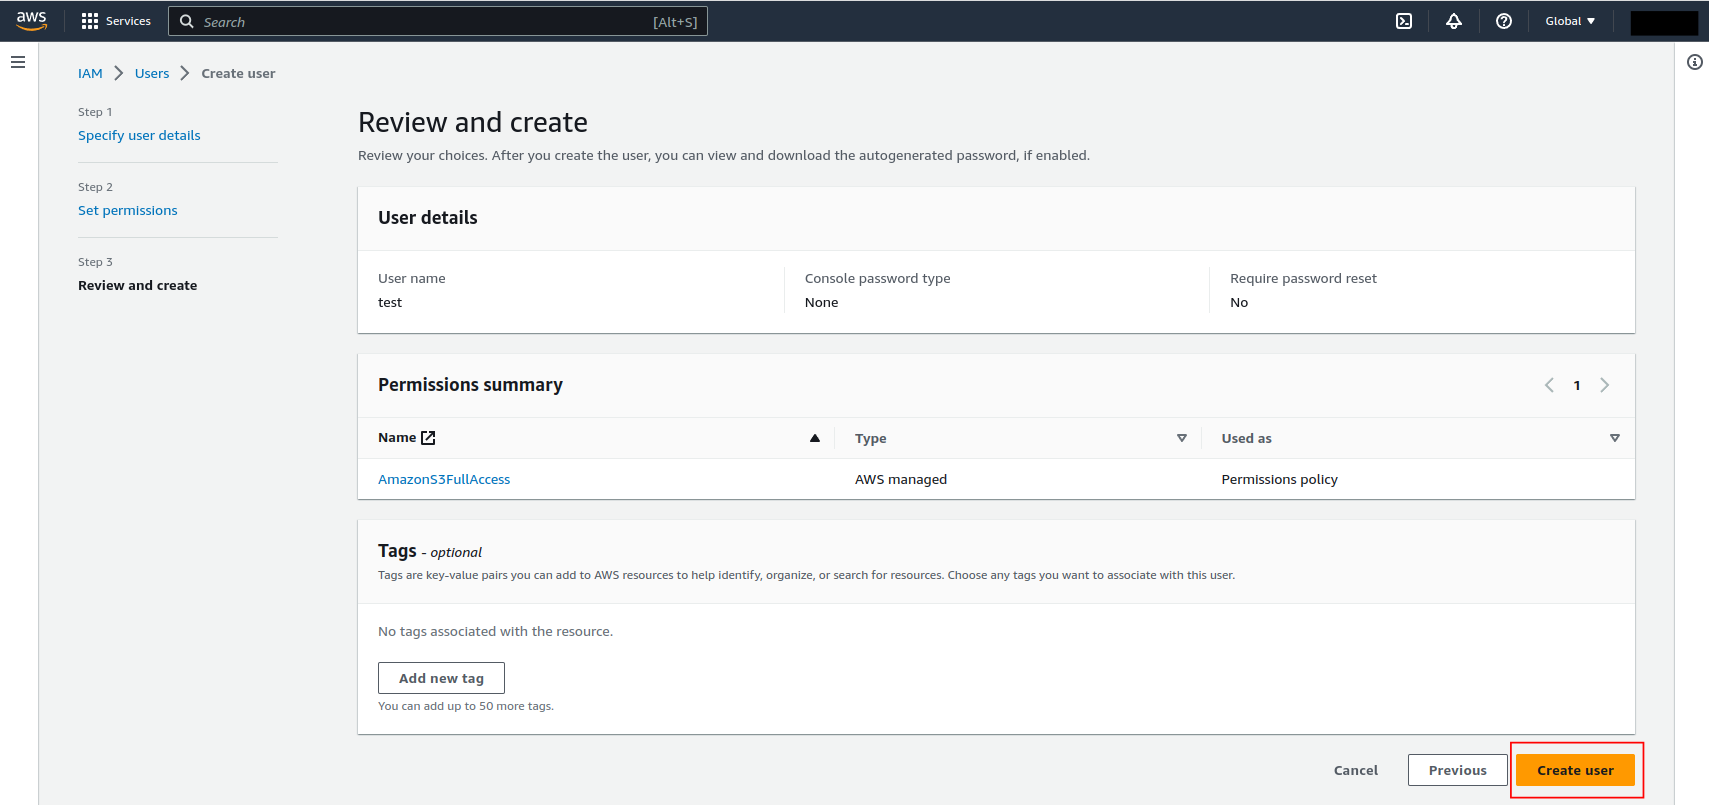 aws Services Search [Alt+S] Global
IAM Users Create user
Step 1
Specify user details
Step 2
Set permissions
Step 3
Review and create
Review and create
Review your choices. After you create the user, you can view and download the autogenerated password, if enabled.
User details
User name Console password type Require password reset
test None No
Permissions summary 1
Name Type Used as
AmazonS3FullAccess AWS managed Permissions policy
Tags - optional
Tags are key-value pairs you can add to AWS resources to help identify, organize, or search for resources. Choose any tags you want to associate with this user.
No tags associated with the resource.
Add new tag
You can add up to 50 more tags.
Cancel Previous Create user